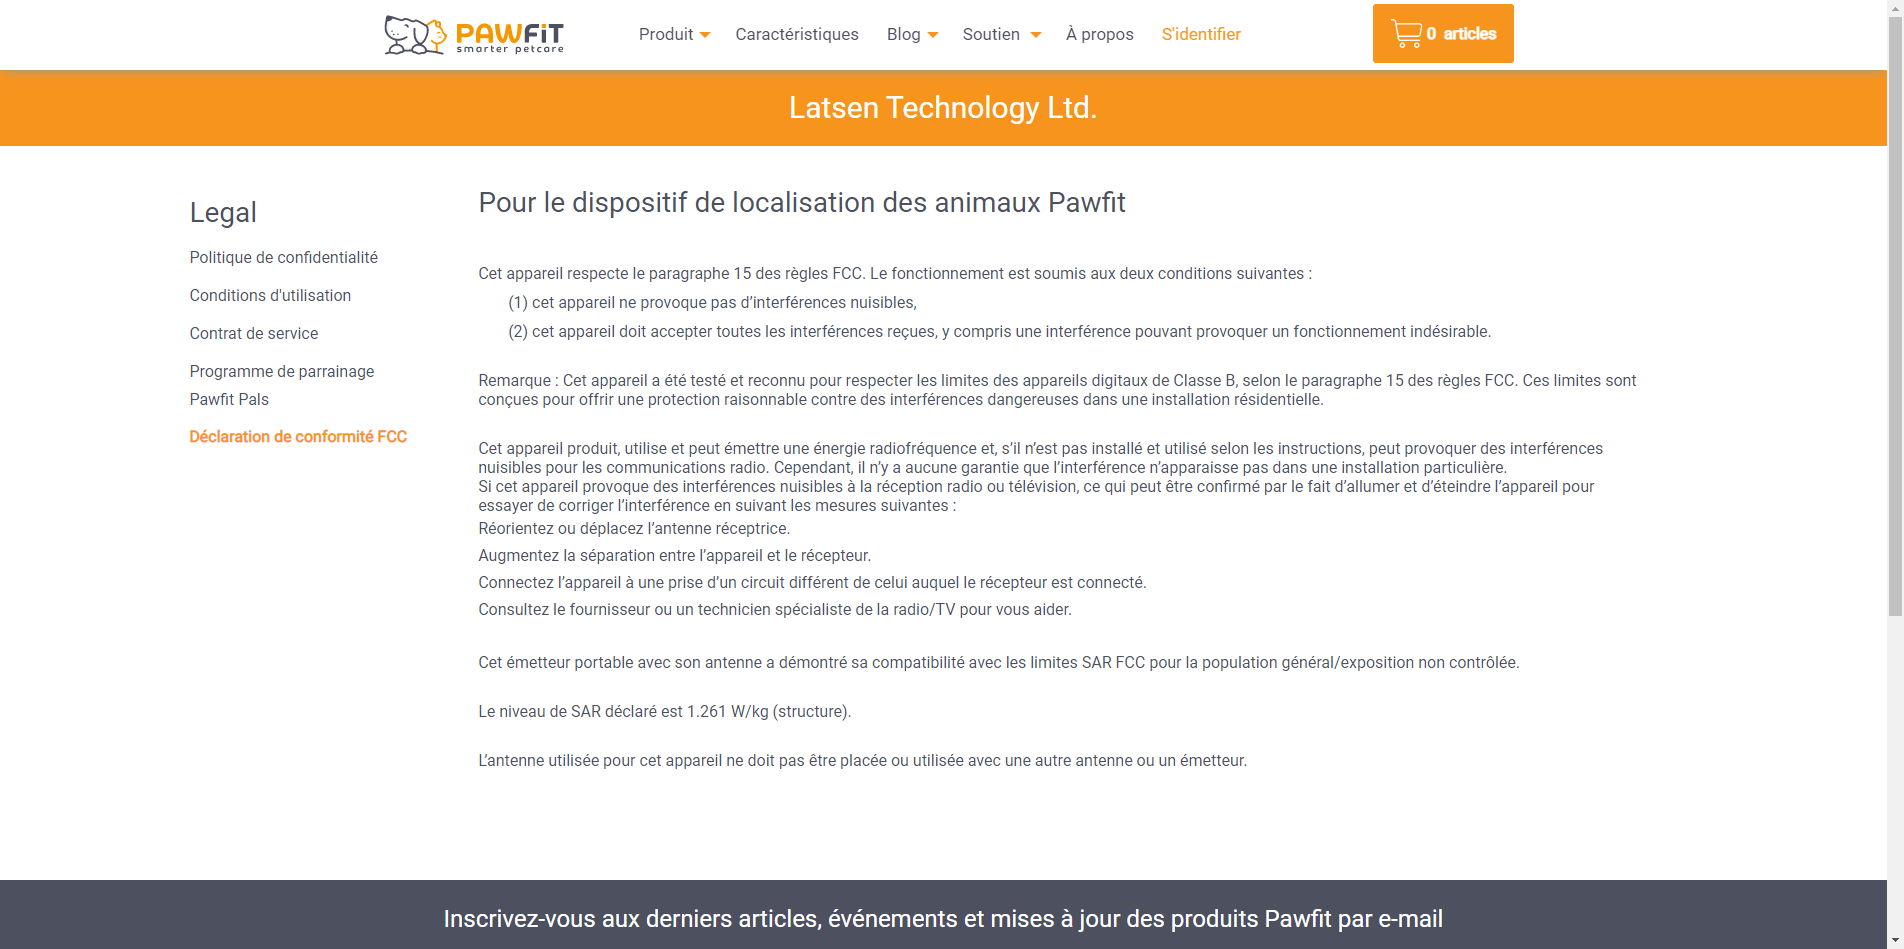 PAWFiT
smarter petcare
Produit
Caractéristiques
Blog
Soutien
À propos
S'identifier
0 articles
Latsen Technology Ltd.
Legal
Politique de confidentialité
Conditions d'utilisation
Contrat de service
Programme de parrainage
Pawfit Pals
Déclaration de conformité FCC
Pour le dispositif de localisation des animaux Pawfit
Cet appareil respecte le paragraphe 15 des règles FCC. Le fonctionnement est soumis aux deux conditions suivantes :
(1) cet appareil ne provoque pas d’interférences nuisibles,
(2) cet appareil doit accepter toutes les interférences reçues, y compris une interférence pouvant provoquer un fonctionnement indésirable.
Remarque : Cet appareil a été testé et reconnu pour respecter les limites des appareils digitaux de Classe B, selon le paragraphe 15 des règles FCC. Ces limites sont
conçues pour offrir une protection raisonnable contre des interférences dangereuses dans une installation résidentielle.
Cet appareil produit, utilise et peut émettre une énergie radiofréquence et, s’il n’est pas installé et utilisé selon les instructions, peut provoquer des interférences
nuisibles pour les communications radio. Cependant, il n’y a aucune garantie que l’interférence n’apparaisse pas dans une installation particulière.
Si cet appareil provoque des interférences nuisibles à la réception radio ou télévision, ce qui peut être confirmé par le fait d’allumer et d’éteindre l’appareil pour
essayer de corriger l’interférence en suivant les mesures suivantes :
Réorientez ou déplacez l’antenne réceptrice.
Augmentez la séparation entre l’appareil et le récepteur.
Connectez l’appareil à une prise d’un circuit différent de celui auquel le récepteur est connecté.
Consultez le fournisseur ou un technicien spécialiste de la radio/TV pour vous aider.
Cet émetteur portable avec son antenne a démontré sa compatibilité avec les limites SAR FCC pour la population général/exposition non contrôlée.
Le niveau de SAR déclaré est 1.261 W/kg (structure).
L’antenne utilisée pour cet appareil ne doit pas être placée ou utilisée avec une autre antenne ou un émetteur.
Inscrivez-vous aux derniers articles, événements et mises à jour des produits Pawfit par e-mail